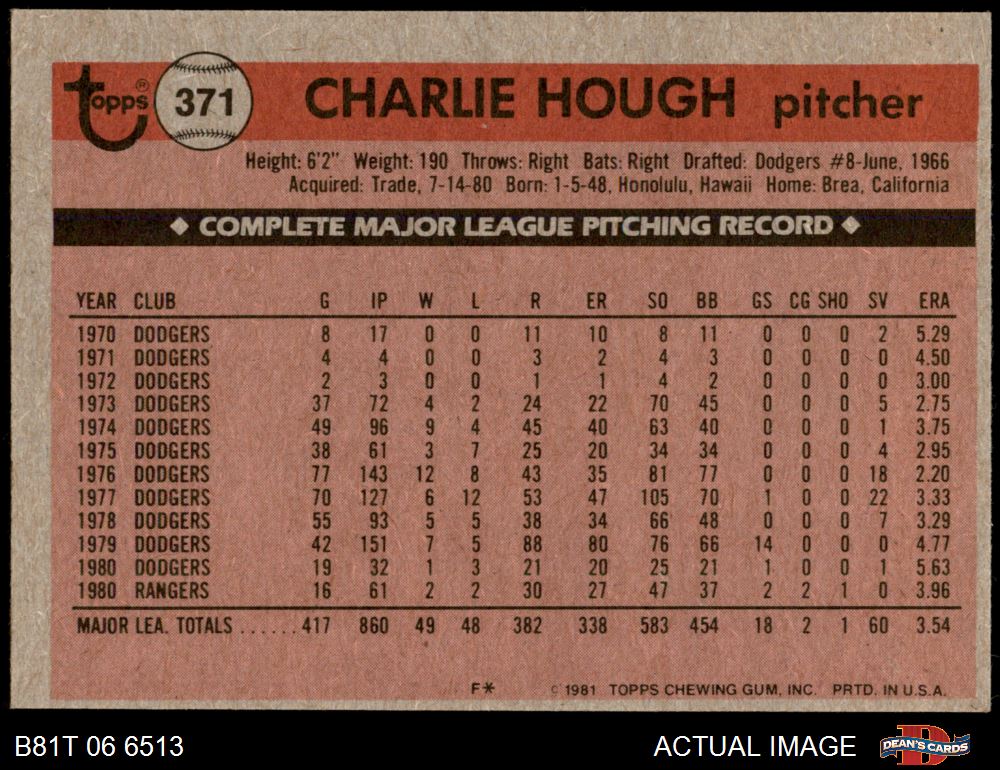 Topps® 371 CHARLIE HOUGH pitcher
Height: 6'2" Weight: 190 Throws: Right Bats: Right Drafted: Dodgers #8-June, 1966
Acquired: Trade, 7-14-80 Born: 1-5-48, Honolulu, Hawaii Home: Brea, California
◆ COMPLETE MAJOR LEAGUE PITCHING RECORD ◆
YEAR CLUB G IP W L R ER SO BB GS CG SHO SV ERA
1970 DODGERS 8 17 0 0 11 10 8 11 0 0 0 2 5.29
1971 DODGERS 4 4 0 0 3 2 4 3 0 0 0 0 4.50
1972 DODGERS 2 3 0 0 1 1 4 2 0 0 0 0 3.00
1973 DODGERS 37 72 4 2 24 22 70 45 0 0 0 5 2.75
1974 DODGERS 49 96 9 4 45 40 63 40 0 0 0 1 3.75
1975 DODGERS 38 61 3 7 25 20 34 34 0 0 0 4 2.95
1976 DODGERS 77 143 12 8 43 35 81 77 0 0 0 18 2.20
1977 DODGERS 70 127 6 12 53 47 105 70 1 0 0 22 3.33
1978 DODGERS 55 93 5 5 38 34 66 48 0 0 0 7 3.29
1979 DODGERS 42 151 7 5 88 80 76 66 14 0 0 0 4.77
1980 DODGERS 19 32 1 3 21 20 25 21 1 0 0 1 5.63
1980 RANGERS 16 61 2 2 30 27 47 37 2 2 1 0 3.96
MAJOR LEA. TOTALS ...... 417 860 49 48 382 338 583 454 18 2 1 60 3.54
F* © 1981 TOPPS CHEWING GUM, INC. PRTD. IN U.S.A.
B81T 06 6513 ACTUAL IMAGE D DEAN'S CARDS